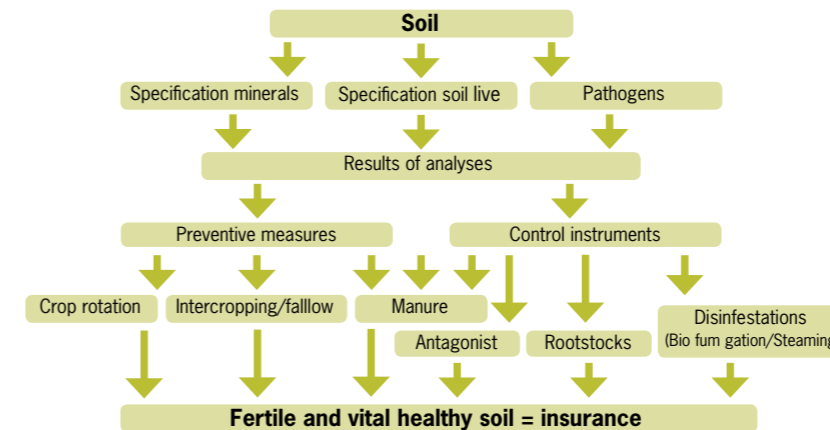 Soil
Specification minerals
Specification soil live
Pathogens
Results of analyses
Preventive measures
Control instruments
Crop rotation
Intercropping/falllow
Manure
Disinfestations
(Bio fum gation/Steaming
Antagonist
Rootstocks
Fertile and vital healthy soil = insurance